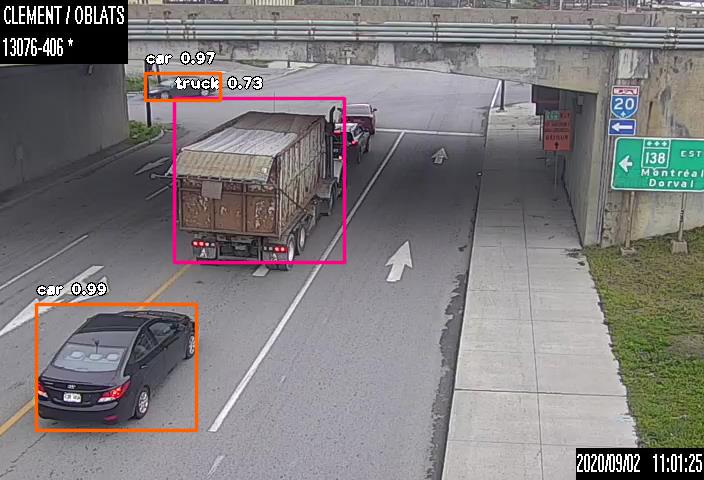 CLEMENT / OBLATS
13076-406 *
car 0.97
truck 0.73
20
138 EST
Montréal
Dorval
car 0.99
2020/09/02 11:01:25